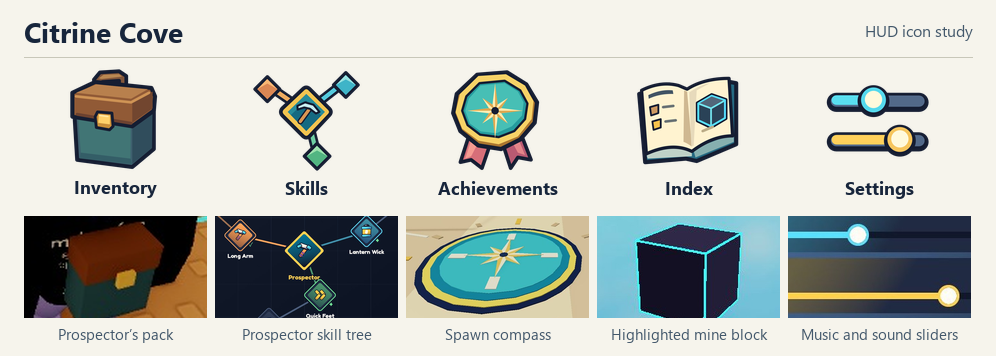 Citrine Cove
HUD icon study
Inventory
Skills
Achievements
Index
Settings
Long Arm
Lantern Wick
Prospector
Quick Feet
Prospector's pack
Prospector skill tree
Spawn compass
Highlighted mine block
Music and sound sliders